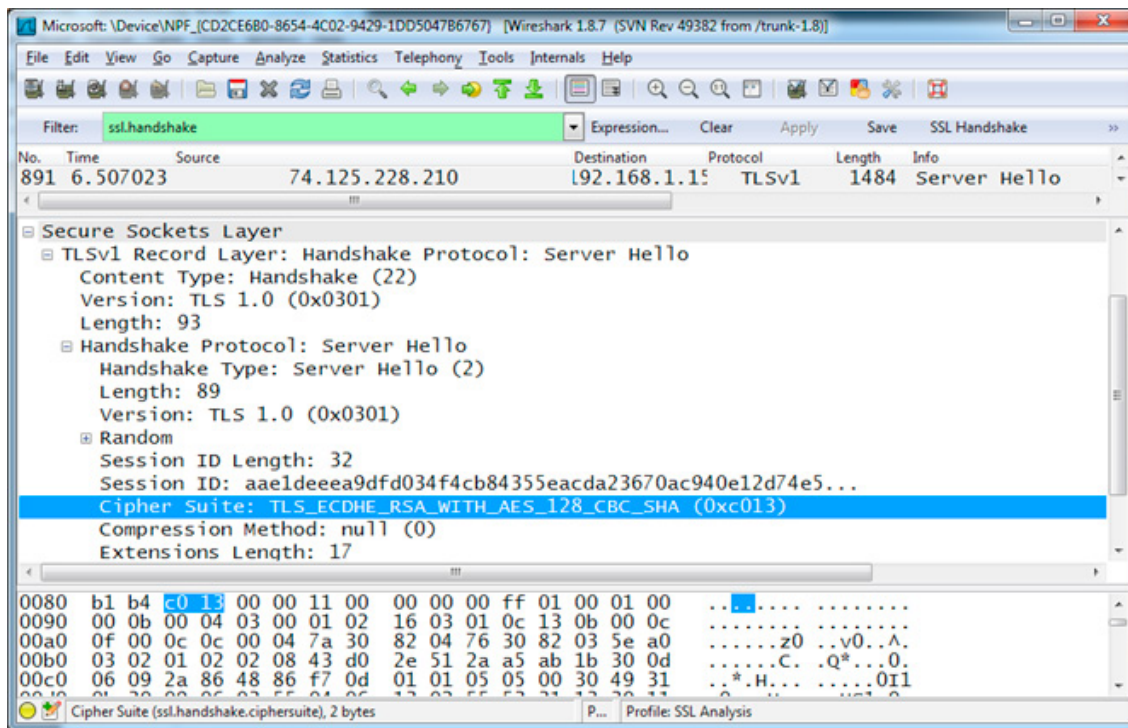 Microsoft: \Device\NPF_{CD2CE6B0-8654-4C02-9429-1DD5047B6767} [Wireshark 1.8.7 (SVN Rev 49382 from /trunk-1.8)]
File Edit View Go Capture Analyze Statistics Telephony Tools Internals Help
Filter: ssl.handshake Expression... Clear Apply Save SSL Handshake »
No. Time Source Destination Protocol Length Info
891 6.507023 74.125.228.210 192.168.1.15 TLSv1 1484 Server Hello
Secure Sockets Layer
TLSv1 Record Layer: Handshake Protocol: Server Hello
Content Type: Handshake (22)
Version: TLS 1.0 (0x0301)
Length: 93
Handshake Protocol: Server Hello
Handshake Type: Server Hello (2)
Length: 89
Version: TLS 1.0 (0x0301)
Random
Session ID Length: 32
Session ID: aae1deeea9dfd034f4cb84355eacda23670ac940e12d74e5...
Cipher Suite: TLS_ECDHE_RSA_WITH_AES_128_CBC_SHA (0xc013)
Compression Method: null (0)
Extensions Length: 17
0080 b1 b4 c0 13 00 00 11 00 00 00 00 ff 01 00 01 00 ........ ........
0090 00 0b 00 04 03 00 01 02 16 03 01 0c 13 0b 00 0c ........ ........
00a0 0f 00 0c 0c 00 04 7a 30 82 04 76 30 82 03 5e a0 ......z0 ..v0..^.
00b0 03 02 01 02 02 08 43 d0 2e 51 2a a5 ab 1b 30 0d ......C. .Q*...0.
00c0 06 09 2a 86 48 86 f7 0d 01 01 05 05 00 30 49 31 ..*.H... .....0I1
Cipher Suite (ssl.handshake.ciphersuite), 2 bytes P... Profile: SSL Analysis